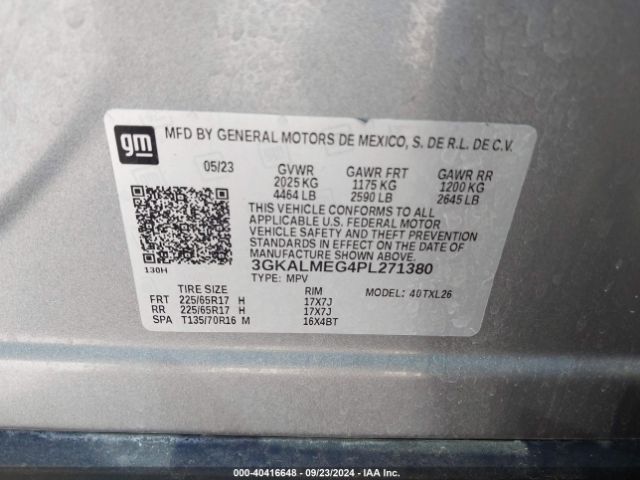 gm
MFD BY GENERAL MOTORS DE MEXICO, S. DE R.L. DE C.V.
05/23 GVWR GAWR FRT GAWR RR
2025 KG 1175 KG 1200 KG
4464 LB 2590 LB 2645 LB
THIS VEHICLE CONFORMS TO ALL
APPLICABLE U.S. FEDERAL MOTOR
VEHICLE SAFETY AND THEFT
PREVENTION STANDARDS IN
EFFECT ON THE DATE OF
MANUFACTURE SHOWN ABOVE.
130H 3GKALMEG4PL271380
TYPE: MPV MODEL: 40TXL26
TIRE SIZE RIM
FRT 225/65R17 H 17X7J
RR 225/65R17 H 17X7J
SPA T135/70R16 M 16X4BT
000-40416648 - 09/23/2024 - IAA Inc.